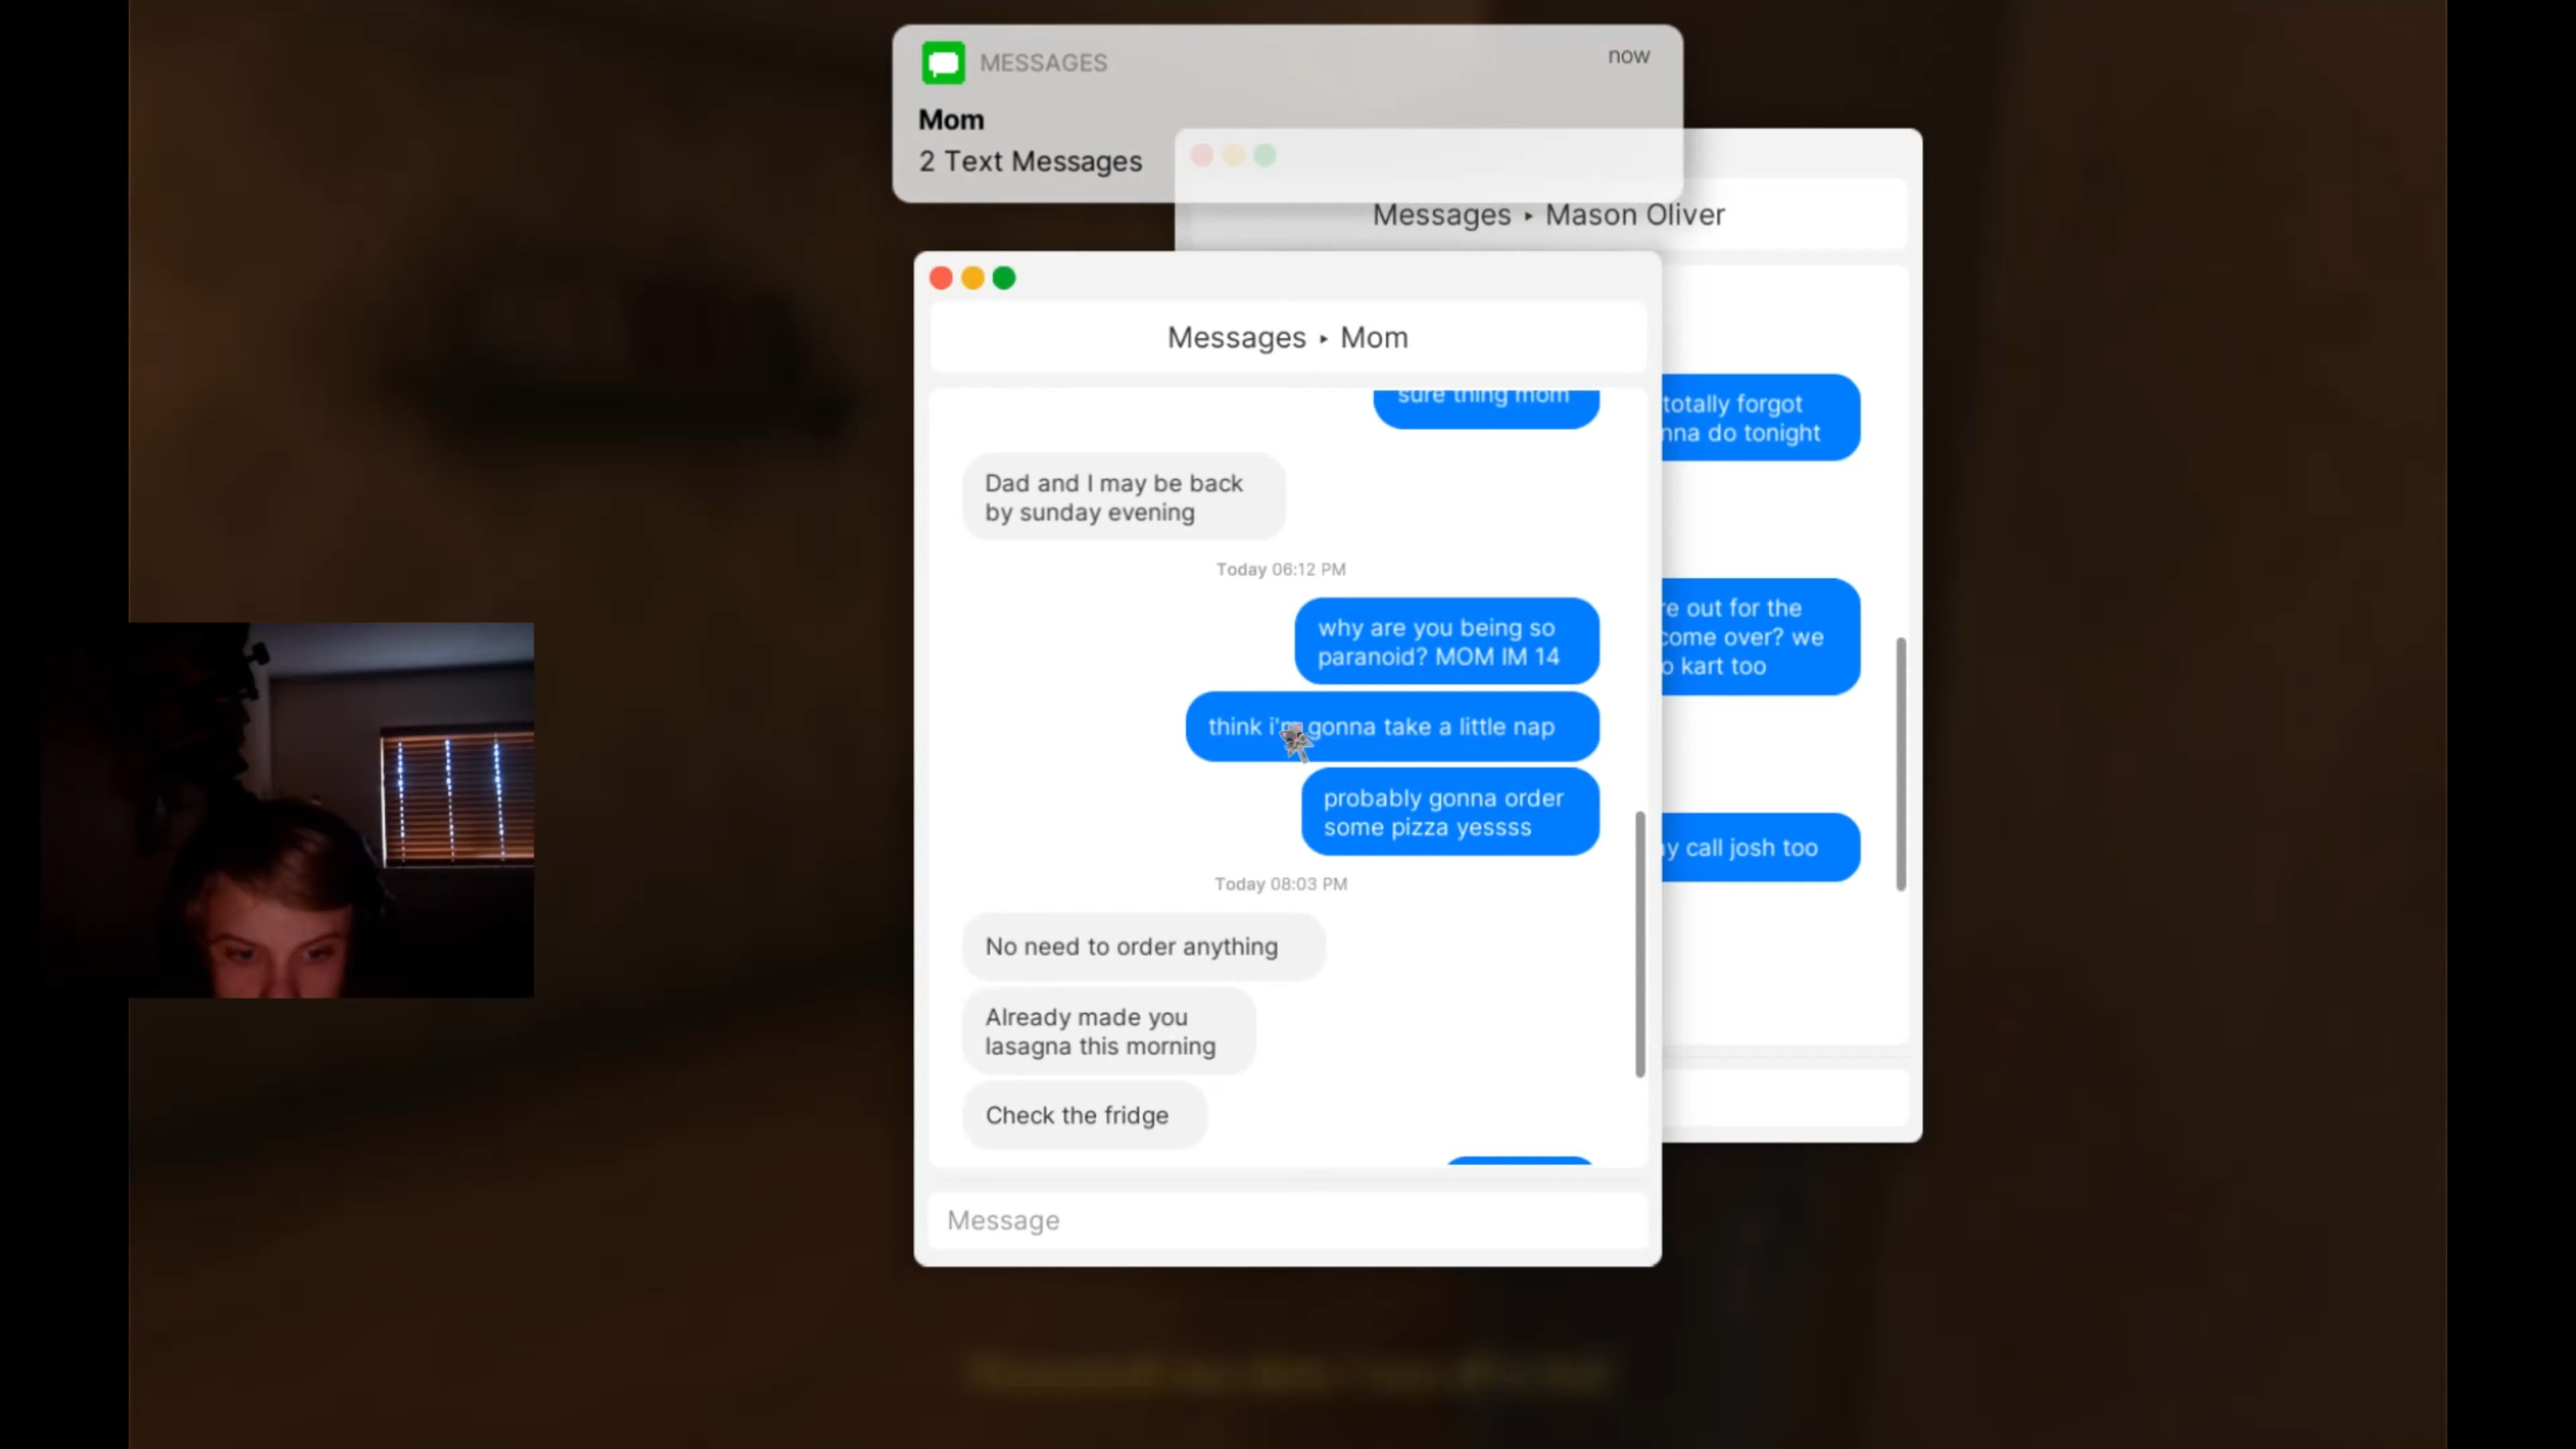 MESSAGES
now
Mom
2 Text Messages
Messages ▸ Mason Oliver
Messages ▸ Mom
sure thing mom
Dad and I may be back
by sunday evening
Today 06:12 PM
why are you being so
paranoid? MOM IM 14
think i'm gonna take a little nap
probably gonna order
some pizza yessss
Today 08:03 PM
No need to order anything
Already made you
lasagna this morning
Check the fridge
Message
totally forgot
do tonight
out for the
come over? we
kart too
call josh too